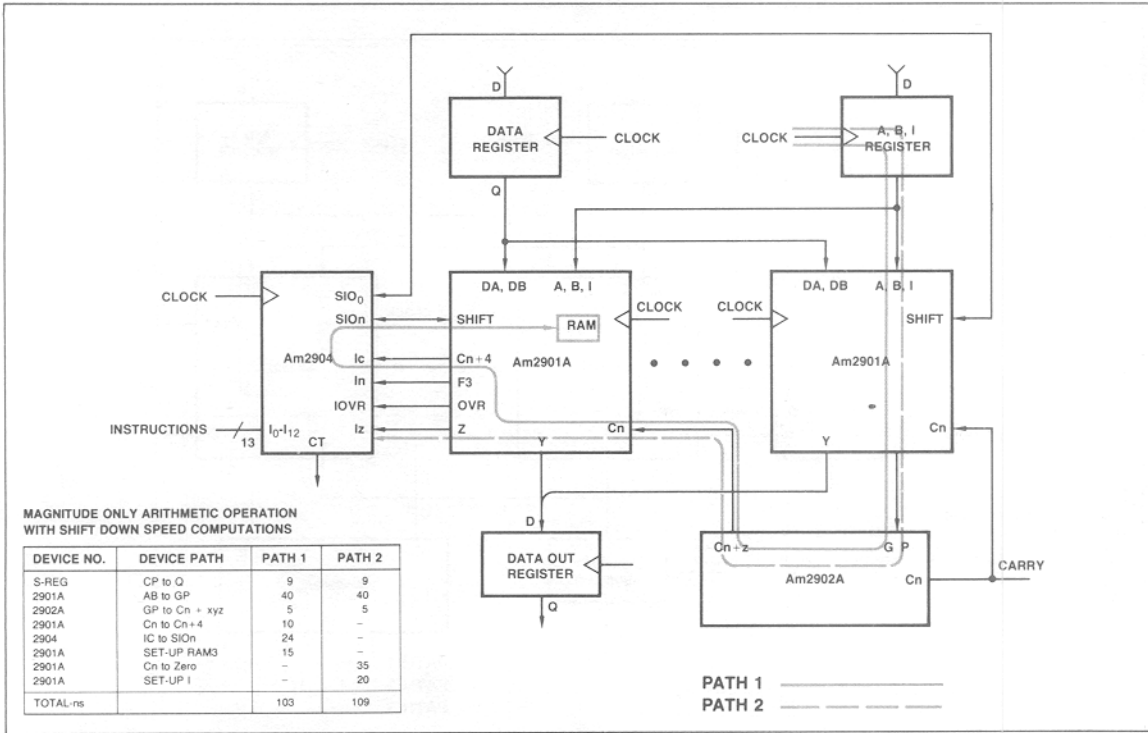 D
DATA
REGISTER
CLOCK
Q
D
A, B, I
REGISTER
CLOCK
CLOCK
SIO0
SIOn
Am2904
Ic
In
IOVR
Iz
INSTRUCTIONS
13
I0-I12
CT
DA, DB
A, B, I
SHIFT
RAM
Am2901A
Cn+4
F3
OVR
Z
Cn
Y
CLOCK
CLOCK
DA, DB
A, B, I
SHIFT
Am2901A
Cn
Y
D
DATA OUT
REGISTER
Q
Cn+z
G P
Am2902A
Cn
CARRY
MAGNITUDE ONLY ARITHMETIC OPERATION
WITH SHIFT DOWN SPEED COMPUTATIONS
DEVICE NO. DEVICE PATH PATH 1 PATH 2
S-REG CP to Q 9 9
2901A AB to GP 40 40
2902A GP to Cn + xyz 5 5
2901A Cn to Cn+4 10 –
2904 IC to SIOn 24 –
2901A SET-UP RAM3 15 –
2901A Cn to Zero – 35
2901A SET-UP I – 20
TOTAL-ns 103 109
PATH 1
PATH 2